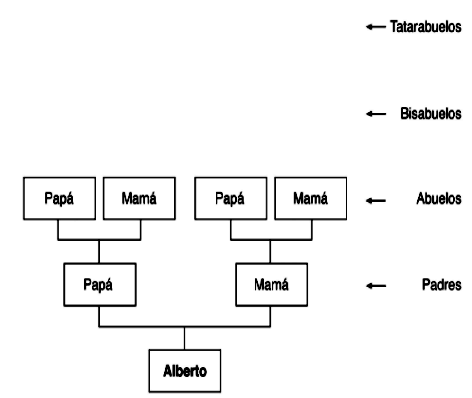 Tatarabuelos
Bisabuelos
Papá Mamá Papá Mamá Abuelos
Papá Mamá Padres
Alberto